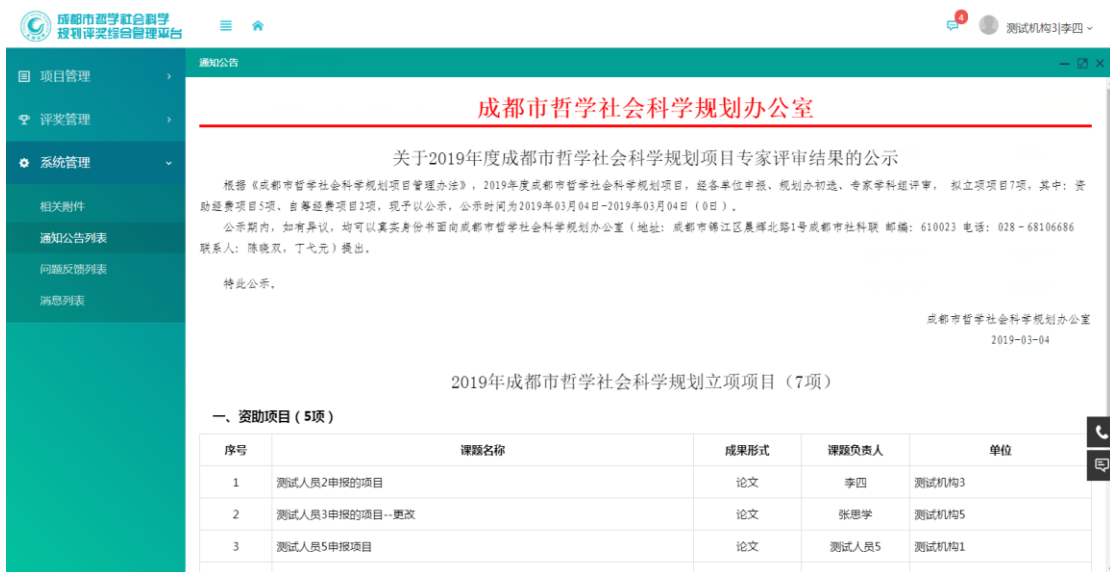 成都市哲学社会科学
规划评奖综合管理平台
4
测试机构3|李四
项目管理
评奖管理
系统管理
相关附件
通知公告列表
问题反馈列表
消息列表
通知公告
成都市哲学社会科学规划办公室
关于2019年度成都市哲学社会科学规划项目专家评审结果的公示
根据《成都市哲学社会科学规划项目管理办法》，2019年度成都市哲学社会科学规划项目，经各单位申报、规划办初选、专家学科组评审， 拟立项项目7项，其中：资
助经费项目5项、自筹经费项目2项，现予以公示，公示时间为2019年03月04日-2019年03月04日（0日）。
公示期内，如有异议，均可以真实身份书面向成都市哲学社会科学规划办公室（地址：成都市锦江区晨辉北路1号成都市社科联 邮编：610023 电话：028－68106686
联系人：陈晓双，丁弋元）提出。
特此公示。
成都市哲学社会科学规划办公室
2019-03-04
2019年成都市哲学社会科学规划立项项目（7项）
一、资助项目（5项）
序号 课题名称 成果形式 课题负责人 单位
1 测试人员2申报的项目 论文 李四 测试机构3
2 测试人员3申报的项目--更改 论文 张思学 测试机构5
3 测试人员5申报项目 论文 测试人员5 测试机构1